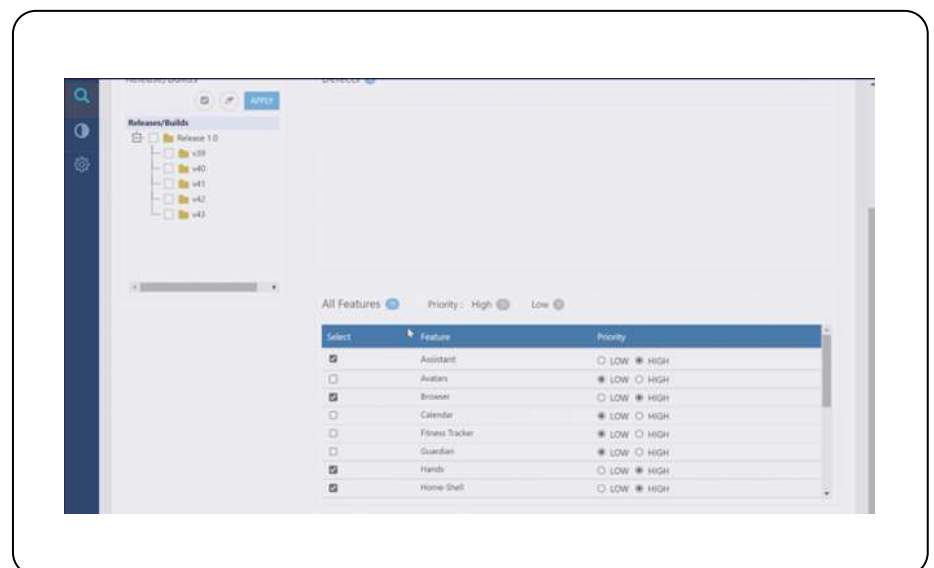 APPLY
Releases/Builds
Release 1.0
v39
v40
v41
v42
v43
All Features Priority : High Low
Select Feature Priority
Assistant LOW HIGH
Avatars LOW HIGH
Browser LOW HIGH
Calendar LOW HIGH
Fitness Tracker LOW HIGH
Guardian LOW HIGH
Hands LOW HIGH
Home-Shell LOW HIGH